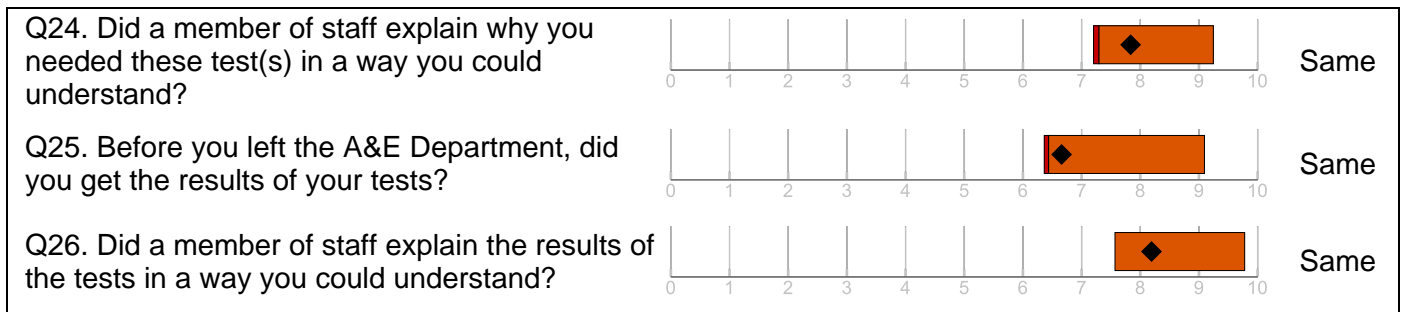 Q24. Did a member of staff explain why you
needed these test(s) in a way you could
understand?
0 1 2 3 4 5 6 7 8 9 10
Same
Q25. Before you left the A&E Department, did
you get the results of your tests?
0 1 2 3 4 5 6 7 8 9 10
Same
Q26. Did a member of staff explain the results of
the tests in a way you could understand?
0 1 2 3 4 5 6 7 8 9 10
Same